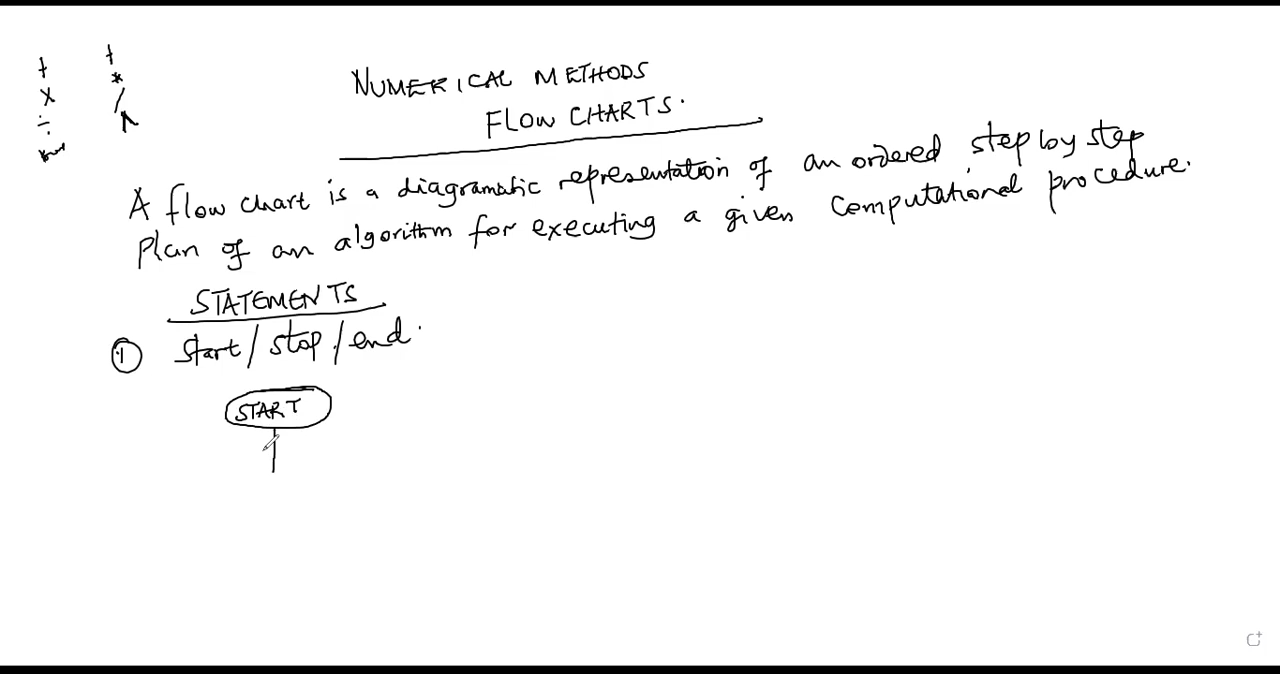 NUMERICAL METHODS
FLOW CHARTS.
+ +
× *
÷ /
^
A flow chart is a diagramatic representation of an ordered step by step
plan of an algorithm for executing a given computational procedure.
STATEMENTS
① start/stop/end.
START